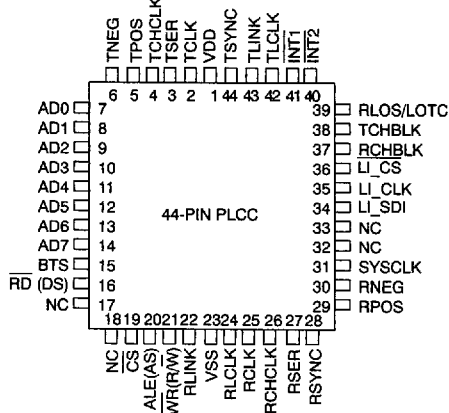 TNEG TPOS TCHCLK TSER TCLK VDD TSYNC TLINK TLCLK INT1 INT2
6 5 4 3 2 1 44 43 42 41 40
AD0 7 39 RLOS/LOTC
AD1 8 38 TCHBLK
AD2 9 37 RCHBLK
AD3 10 36 LI_CS
AD4 11 35 LI_CLK
AD5 12 34 LI_SDI
AD6 13 33 NC
AD7 14 32 NC
BTS 15 31 SYSCLK
RD (DS) 16 30 RNEG
NC 17 29 RPOS
44-PIN PLCC
18 19 20 21 22 23 24 25 26 27 28
NC CS ALE(AS) WR(R/W) RLINK VSS RLCLK RCLK RCHCLK RSER RSYNC